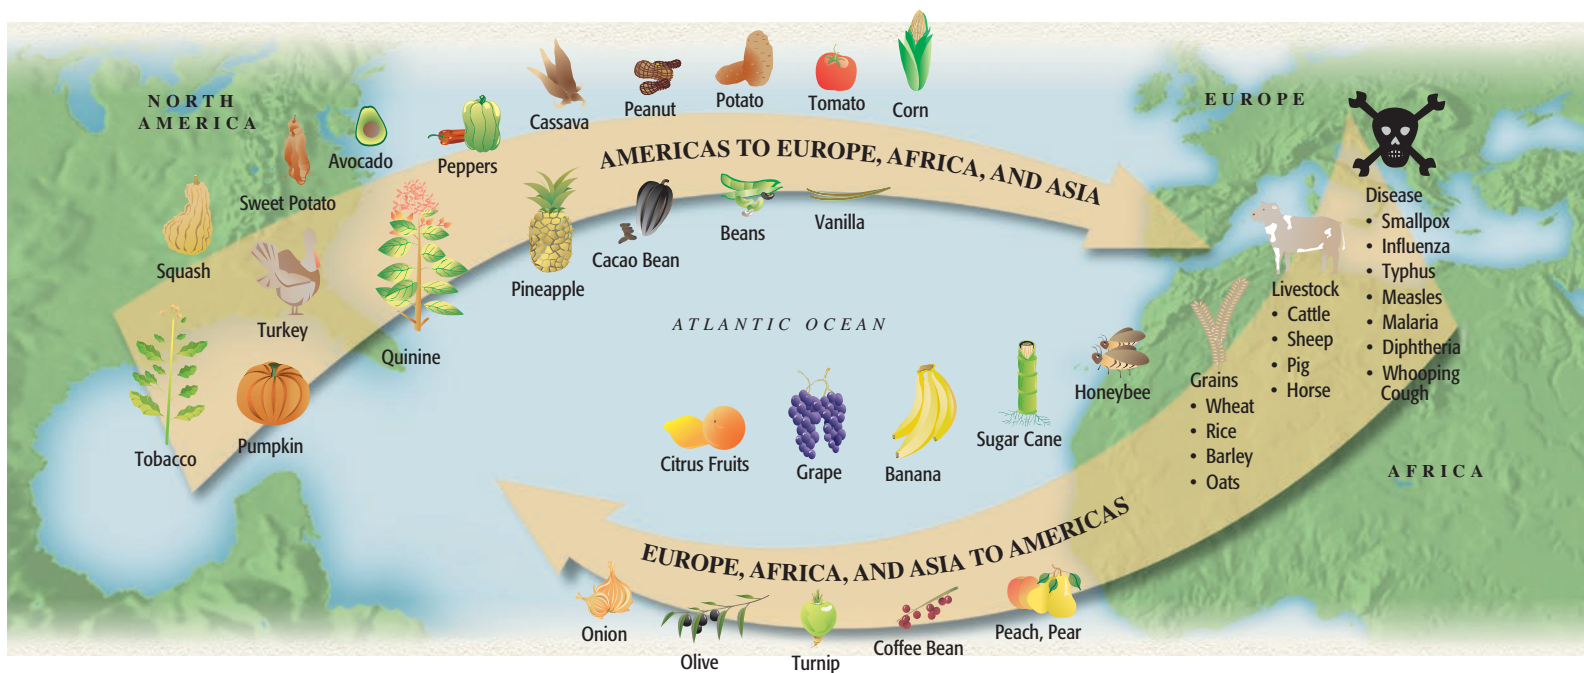 NORTH
AMERICA
Sweet Potato
Avocado
Peppers
Cassava
Peanut
Potato
Tomato
Corn
AMERICAS TO EUROPE, AFRICA, AND ASIA
Squash
Turkey
Quinine
Pineapple
Cacao Bean
Beans
Vanilla
Tobacco
Pumpkin
ATLANTIC OCEAN
EUROPE
Disease
• Smallpox
• Influenza
• Typhus
• Measles
• Malaria
• Diphtheria
• Whooping
Cough
Livestock
• Cattle
• Sheep
• Pig
• Horse
Grains
• Wheat
• Rice
• Barley
• Oats
Honeybee
Sugar Cane
Banana
Grape
Citrus Fruits
AFRICA
EUROPE, AFRICA, AND ASIA TO AMERICAS
Onion
Olive
Turnip
Coffee Bean
Peach, Pear